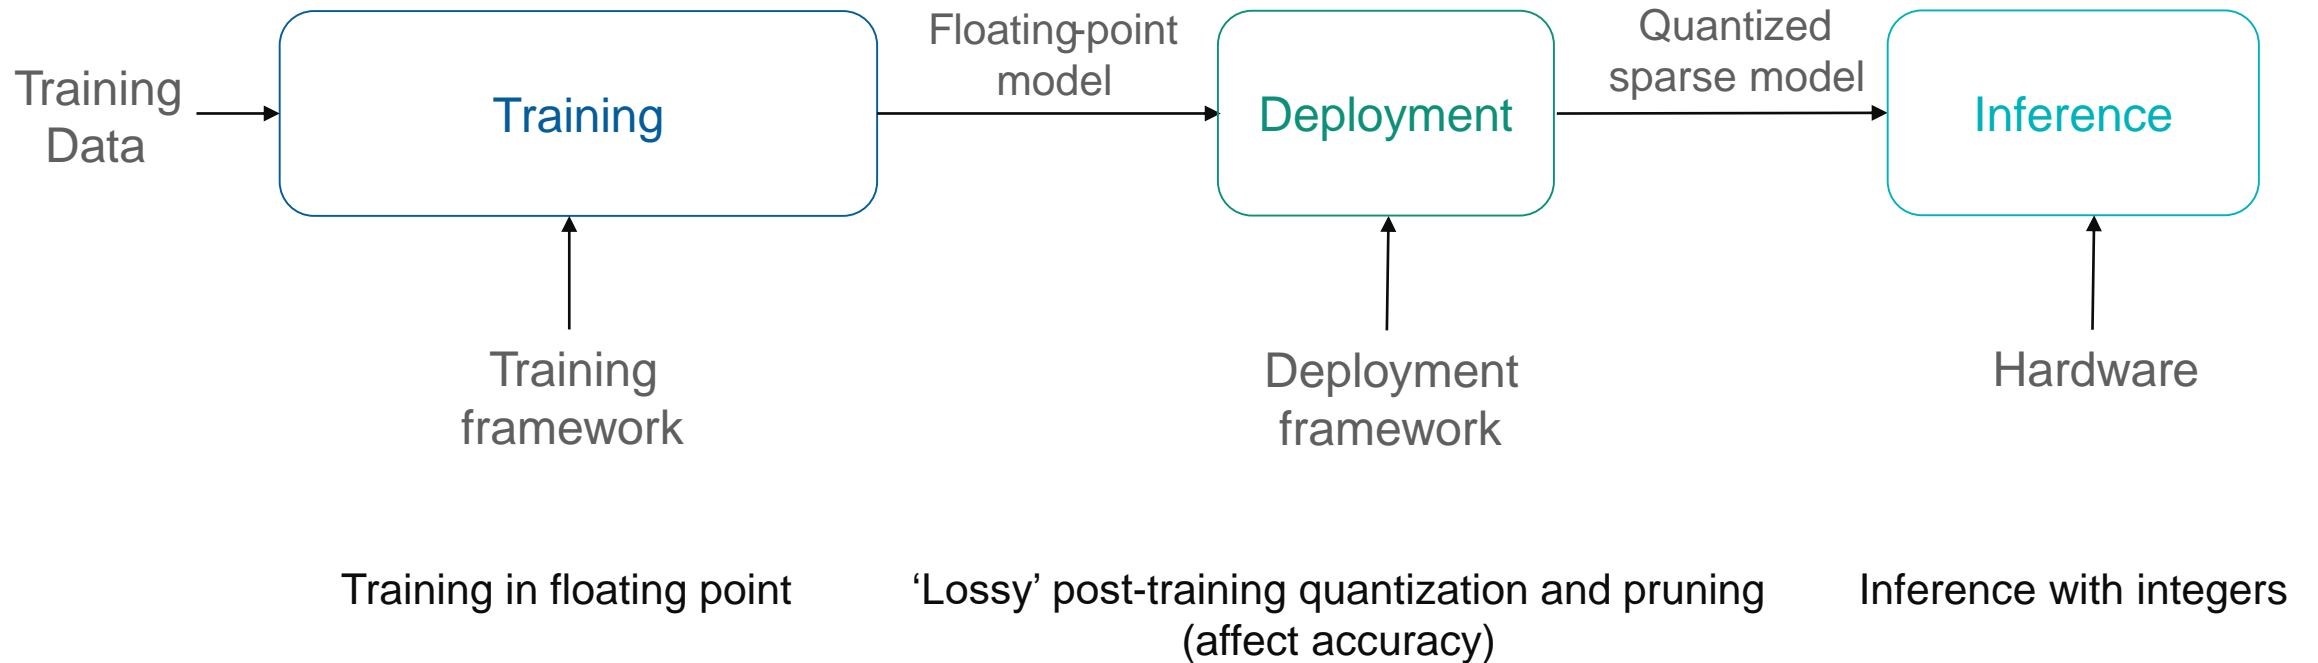 Training
Data
Training
Floating-point
model
Deployment
Quantized
sparse model
Inference
Training
framework
Deployment
framework
Hardware
Training in floating point
‘Lossy’ post-training quantization and pruning
(affect accuracy)
Inference with integers